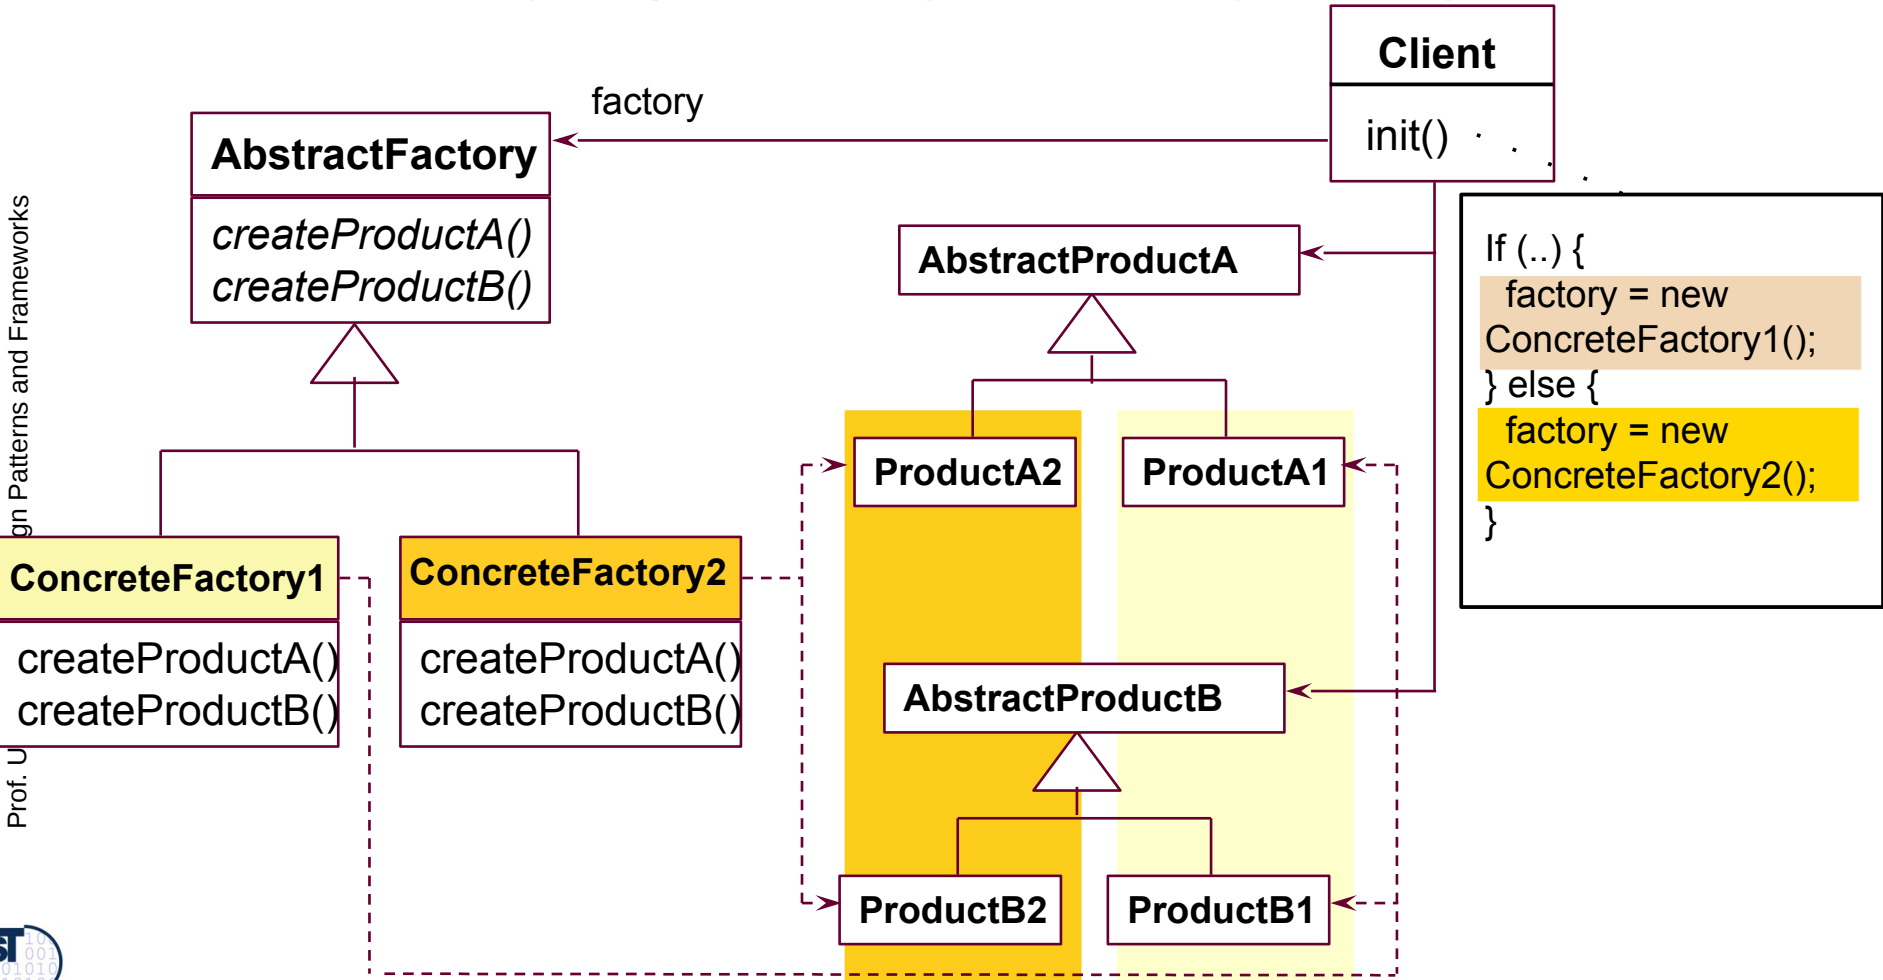 Client
init()
factory
AbstractFactory
createProductA()
createProductB()
AbstractProductA
If (..) {
factory = new
ConcreteFactory1();
} else {
factory = new
ConcreteFactory2();
}
ProductA2
ProductA1
ConcreteFactory1
createProductA()
createProductB()
ConcreteFactory2
createProductA()
createProductB()
AbstractProductB
ProductB2
ProductB1
Prof. U
gn Patterns and Frameworks
ST